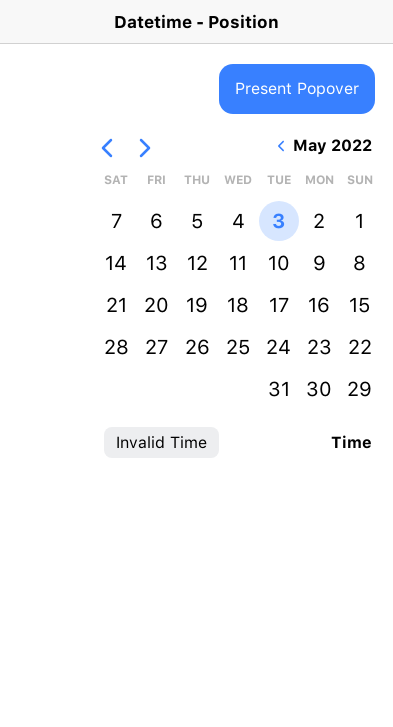 Datetime - Position
Present Popover
May 2022
SUN MON TUE WED THU FRI SAT
1 2 3 4 5 6 7
8 9 10 11 12 13 14
15 16 17 18 19 20 21
22 23 24 25 26 27 28
29 30 31
Time Invalid Time